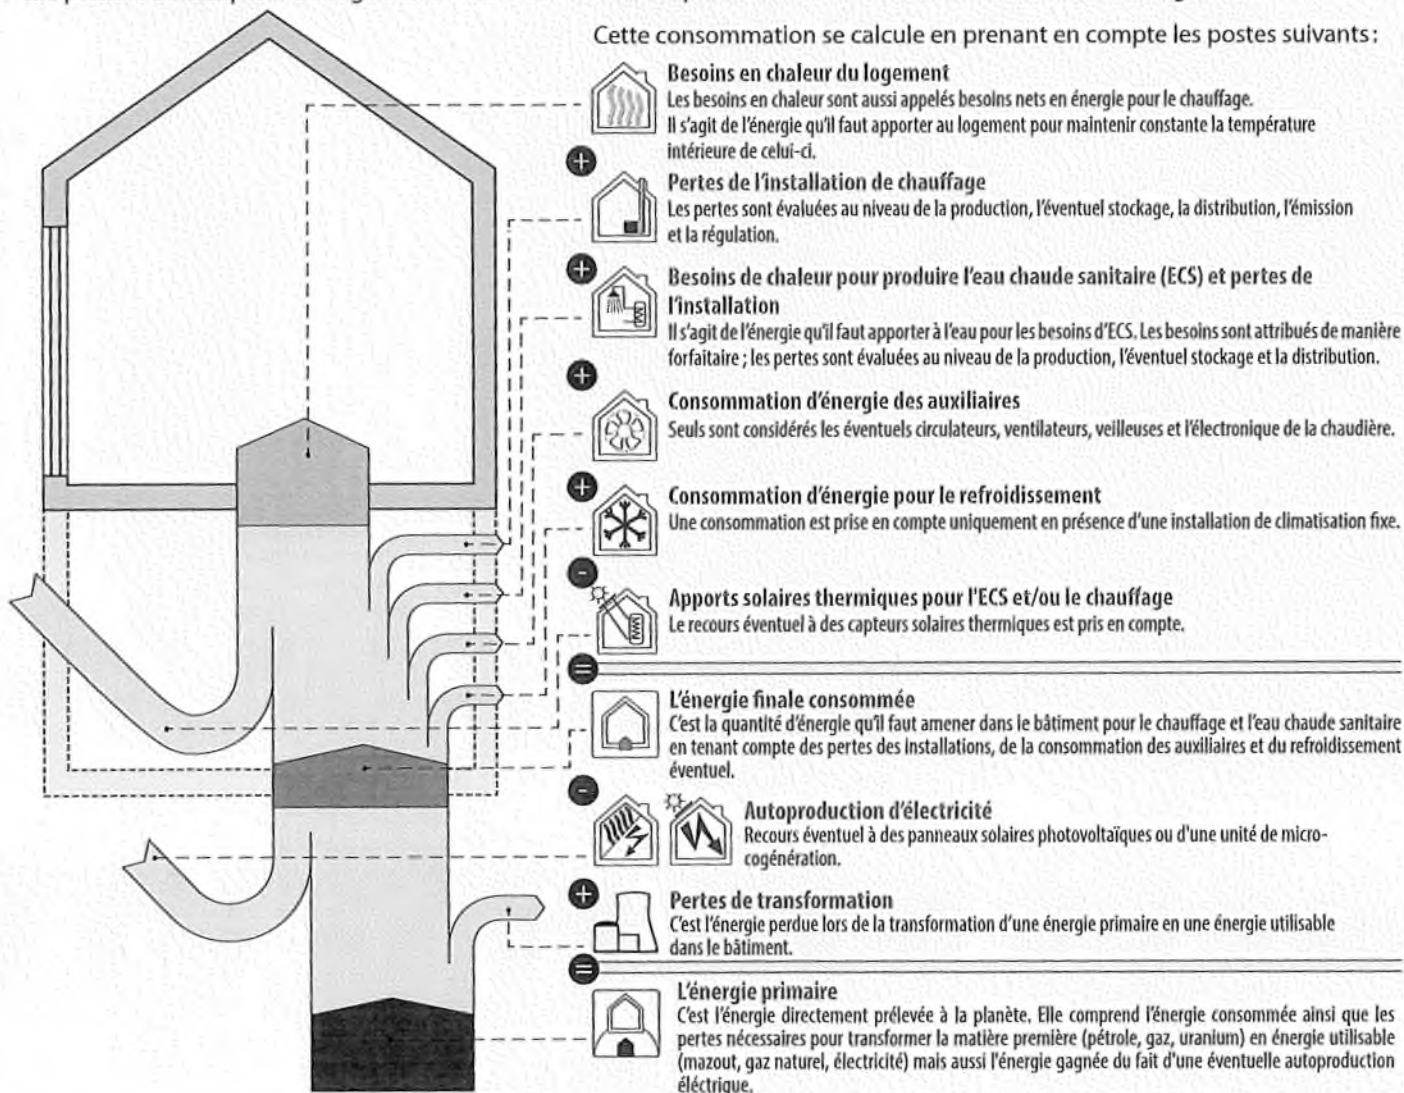 Cette consommation se calcule en prenant en compte les postes suivants :
Besoins en chaleur du logement
Les besoins en chaleur sont aussi appelés besoins nets en énergie pour le chauffage.
Il s'agit de l'énergie qu'il faut apporter au logement pour maintenir constante la température
intérieure de celui-ci.
+
Pertes de l'installation de chauffage
Les pertes sont évaluées au niveau de la production, l'éventuel stockage, la distribution, l'émission
et la régulation.
+
Besoins de chaleur pour produire l'eau chaude sanitaire (ECS) et pertes de
l'installation
Il s'agit de l'énergie qu'il faut apporter à l'eau pour les besoins d'ECS. Les besoins sont attribués de manière
forfaitaire ; les pertes sont évaluées au niveau de la production, l'éventuel stockage et la distribution.
+
Consommation d'énergie des auxiliaires
Seuls sont considérés les éventuels circulateurs, ventilateurs, veilleuses et l'électronique de la chaudière.
+
Consommation d'énergie pour le refroidissement
Une consommation est prise en compte uniquement en présence d'une installation de climatisation fixe.
-
Apports solaires thermiques pour l'ECS et/ou le chauffage
Le recours éventuel à des capteurs solaires thermiques est pris en compte.
=
L'énergie finale consommée
C'est la quantité d'énergie qu'il faut amener dans le bâtiment pour le chauffage et l'eau chaude sanitaire
en tenant compte des pertes des installations, de la consommation des auxiliaires et du refroidissement
éventuel.
-
Autoproduction d'électricité
Recours éventuel à des panneaux solaires photovoltaïques ou d'une unité de micro-
cogénération.
+
Pertes de transformation
C'est l'énergie perdue lors de la transformation d'une énergie primaire en une énergie utilisable
dans le bâtiment.
=
L'énergie primaire
C'est l'énergie directement prélevée à la planète. Elle comprend l'énergie consommée ainsi que les
pertes nécessaires pour transformer la matière première (pétrole, gaz, uranium) en énergie utilisable
(mazout, gaz naturel, électricité) mais aussi l'énergie gagnée du fait d'une éventuelle autoproduction
éléctrique.